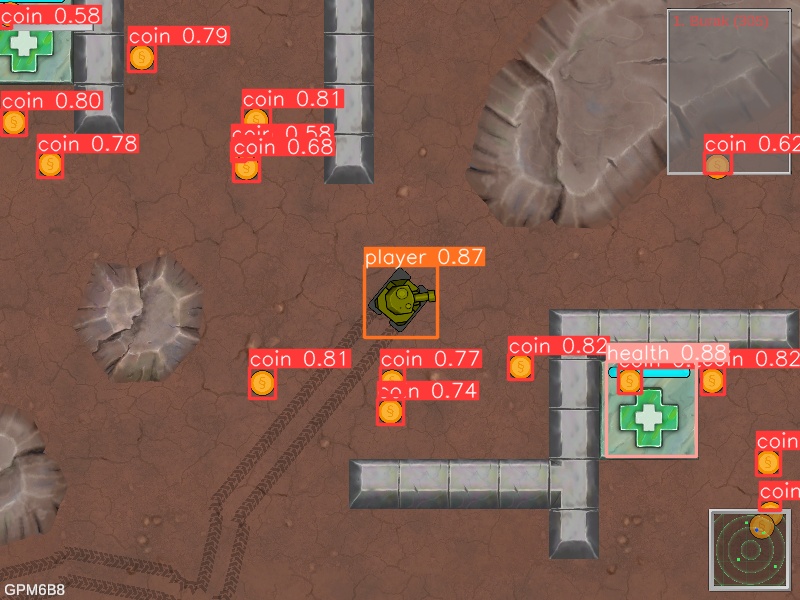 coin 0.58
coin 0.79
coin 0.80
coin 0.78
coin 0.81
coin 0.58
coin 0.68
coin 0.62
player 0.87
coin 0.81
coin 0.77
coin 0.74
coin 0.82
health 0.88
coin 0.82
coin
coin
GPM6B8